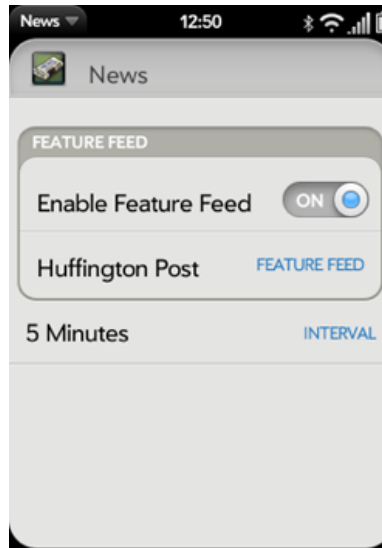 News
12:50
News
FEATURE FEED
Enable Feature Feed
ON
Huffington Post
FEATURE FEED
5 Minutes
INTERVAL